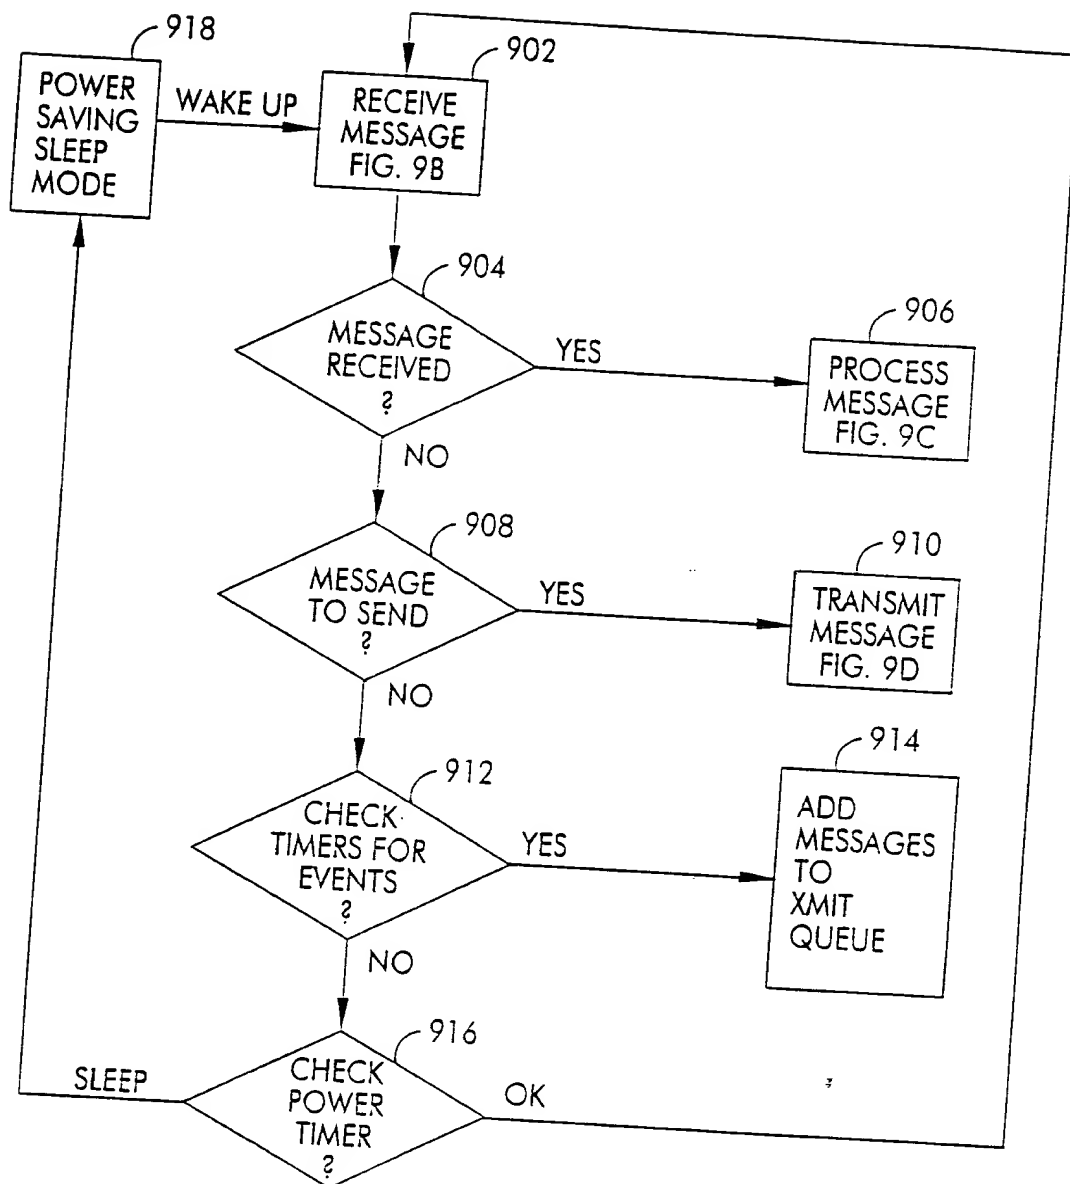 918
POWER
SAVING
SLEEP
MODE
WAKE UP
902
RECEIVE
MESSAGE
FIG. 9B
904
MESSAGE
RECEIVED
?
YES
906
PROCESS
MESSAGE
FIG. 9C
NO
908
MESSAGE
TO SEND
?
YES
910
TRANSMIT
MESSAGE
FIG. 9D
NO
912
CHECK
TIMERS FOR
EVENTS
?
YES
914
ADD
MESSAGES
TO
XMIT
QUEUE
NO
916
CHECK
POWER
TIMER
?
SLEEP
OK